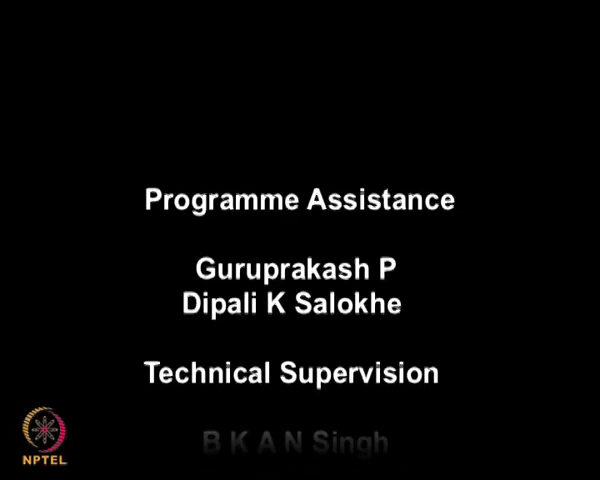 Programme Assistance
Guruprakash P
Dipali K Salokhe
Technical Supervision
B K A N Singh
NPTEL